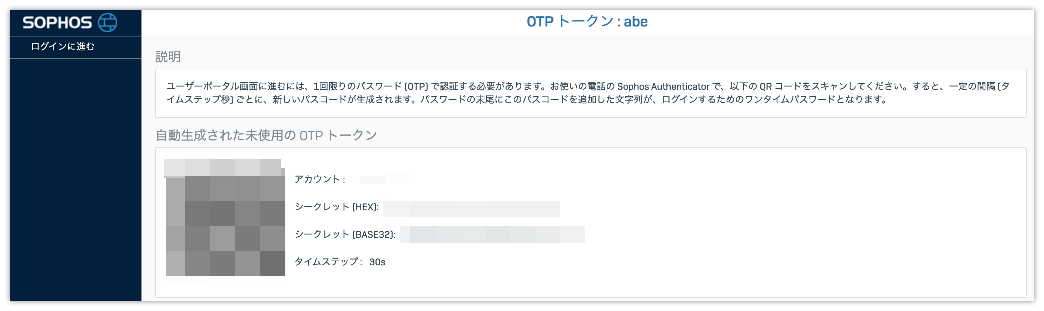 SOPHOS
ログインに進む
OTP トークン : abe
説明
ユーザーポータル画面に進むには、1回限りのパスワード (OTP) で認証する必要があります。お使いの電話の Sophos Authenticator で、以下の QR コードをスキャンしてください。すると、一定の間隔 (タ
イムステップ秒) ごとに、新しいパスコードが生成されます。パスワードの末尾にこのパスコードを追加した文字列が、ログインするためのワンタイムパスワードとなります。
自動生成された未使用の OTP トークン
アカウント :
シークレット (HEX):
シークレット (BASE32):
タイムステップ : 30s